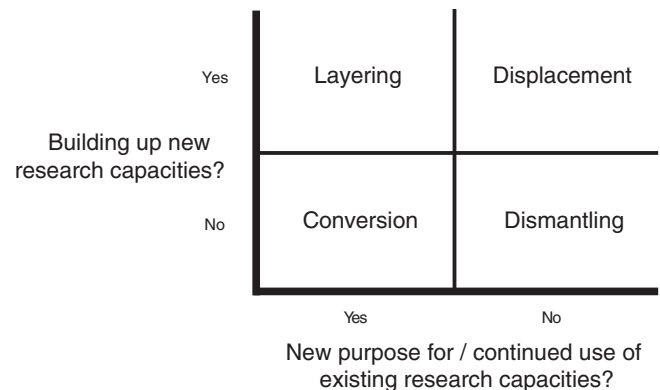 Yes
Layering
Displacement
Building up new
research capacities?
No
Conversion
Dismantling
Yes
No
New purpose for / continued use of
existing research capacities?